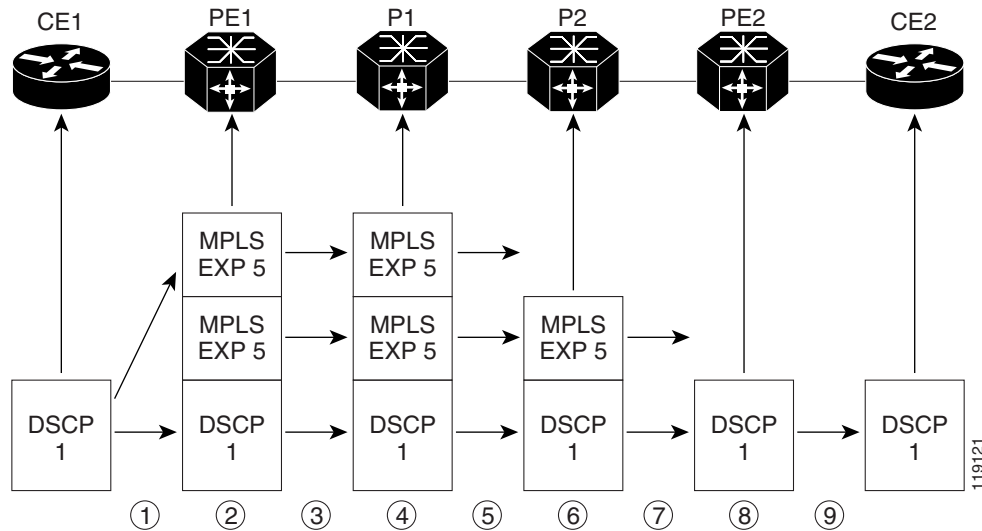 CE1
PE1
P1
P2
PE2
CE2
MPLS
EXP 5
MPLS
EXP 5
MPLS
EXP 5
MPLS
EXP 5
MPLS
EXP 5
DSCP
1
DSCP
1
DSCP
1
DSCP
1
DSCP
1
DSCP
1
119121
1
2
3
4
5
6
7
8
9